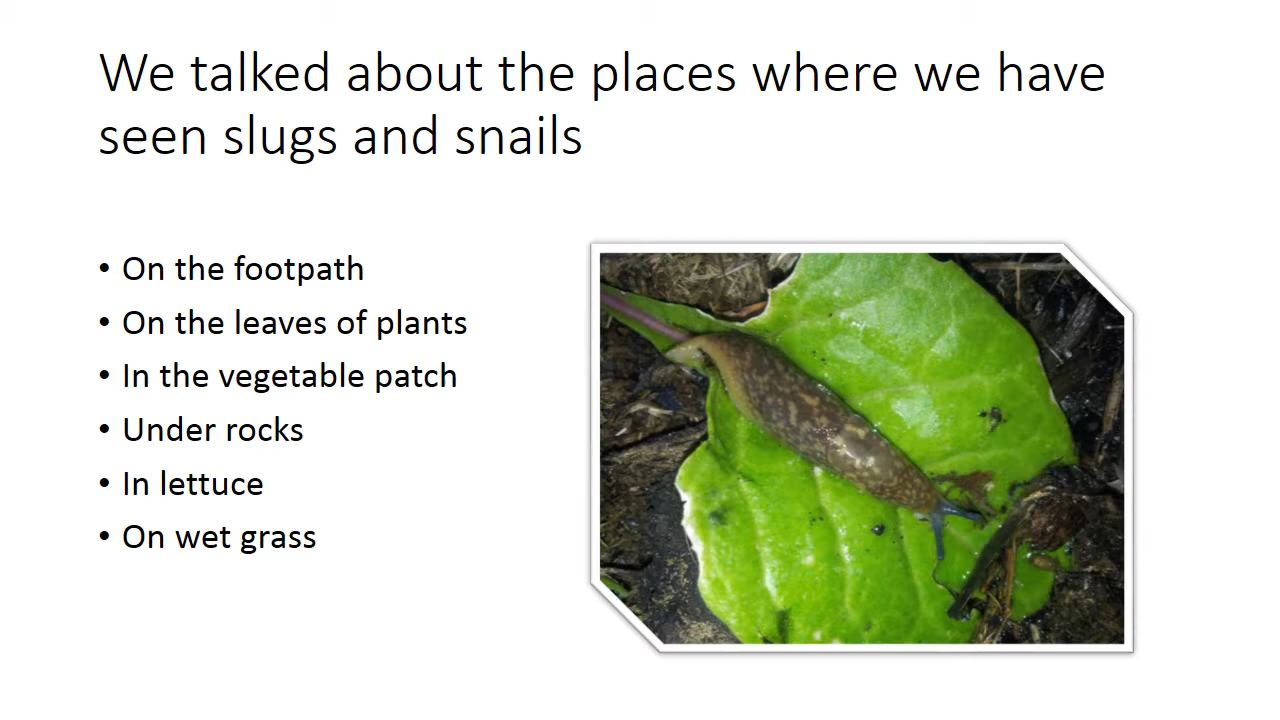 We talked about the places where we have
seen slugs and snails
• On the footpath
• On the leaves of plants
• In the vegetable patch
• Under rocks
• In lettuce
• On wet grass